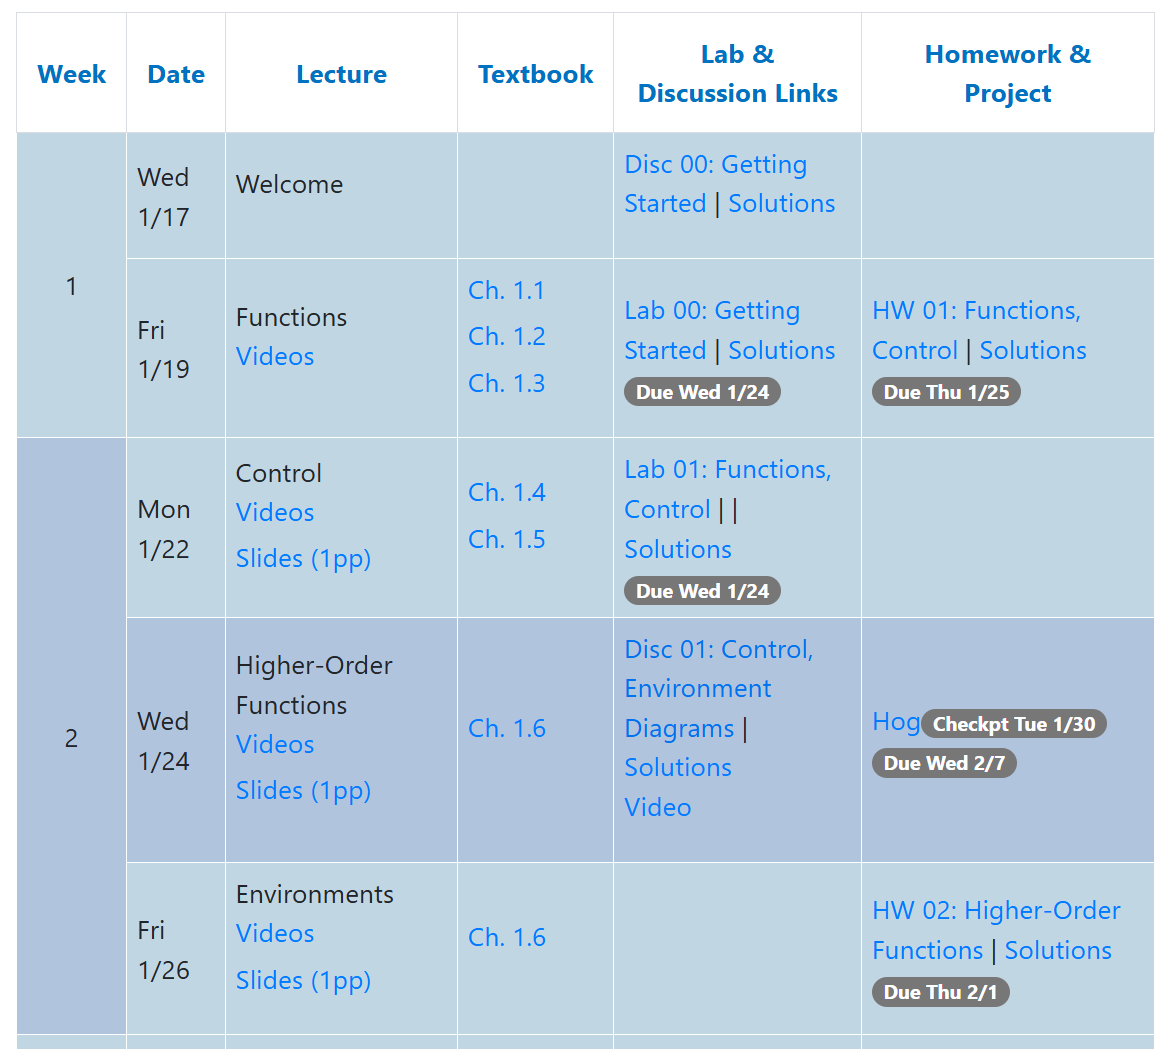 Week
Date
Lecture
Textbook
Lab &
Discussion Links
Homework &
Project
1
Wed
1/17
Welcome
Disc 00: Getting
Started | Solutions
Fri
1/19
Functions
Videos
Ch. 1.1
Ch. 1.2
Ch. 1.3
Lab 00: Getting
Started | Solutions
Due Wed 1/24
HW 01: Functions,
Control | Solutions
Due Thu 1/25
2
Mon
1/22
Control
Videos
Slides (1pp)
Ch. 1.4
Ch. 1.5
Lab 01: Functions,
Control | |
Solutions
Due Wed 1/24
Wed
1/24
Higher-Order
Functions
Videos
Slides (1pp)
Ch. 1.6
Disc 01: Control,
Environment
Diagrams |
Solutions
Video
Hog Checkpt Tue 1/30
Due Wed 2/7
Fri
1/26
Environments
Videos
Slides (1pp)
Ch. 1.6
HW 02: Higher-Order
Functions | Solutions
Due Thu 2/1